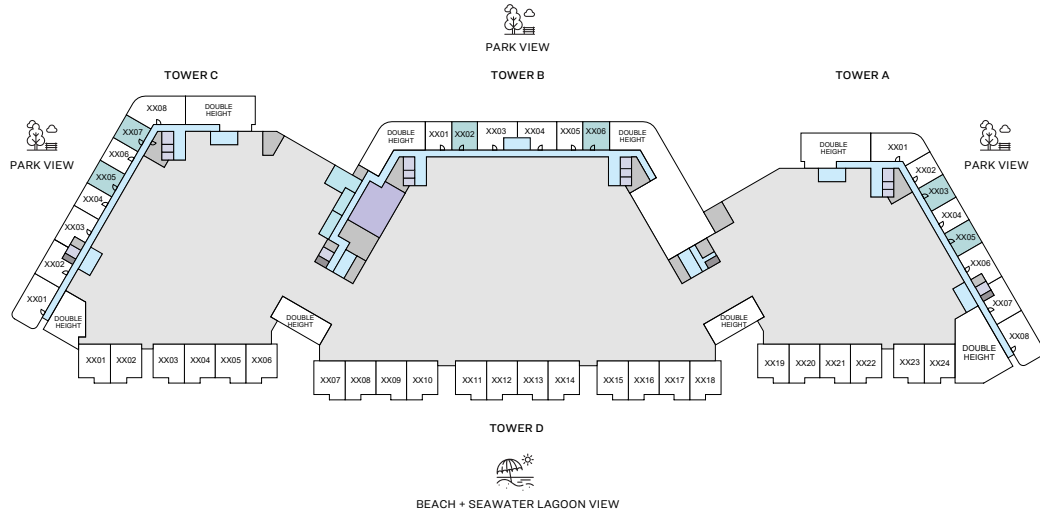 PARK VIEW
TOWER C
TOWER B
TOWER A
PARK VIEW
PARK VIEW
XX08
DOUBLE
HEIGHT
XX07
XX06
XX05
XX04
XX03
XX02
XX01
DOUBLE
HEIGHT
DOUBLE
HEIGHT
XX01
XX02
XX03
XX04
XX05
XX06
DOUBLE
HEIGHT
DOUBLE
HEIGHT
XX01
XX02
XX03
XX04
XX05
XX06
XX07
XX08
DOUBLE
HEIGHT
DOUBLE
HEIGHT
DOUBLE
HEIGHT
XX01
XX02
XX03
XX04
XX05
XX06
XX07
XX08
XX09
XX10
XX11
XX12
XX13
XX14
XX15
XX16
XX17
XX18
XX19
XX20
XX21
XX22
XX23
XX24
TOWER D
BEACH + SEAWATER LAGOON VIEW